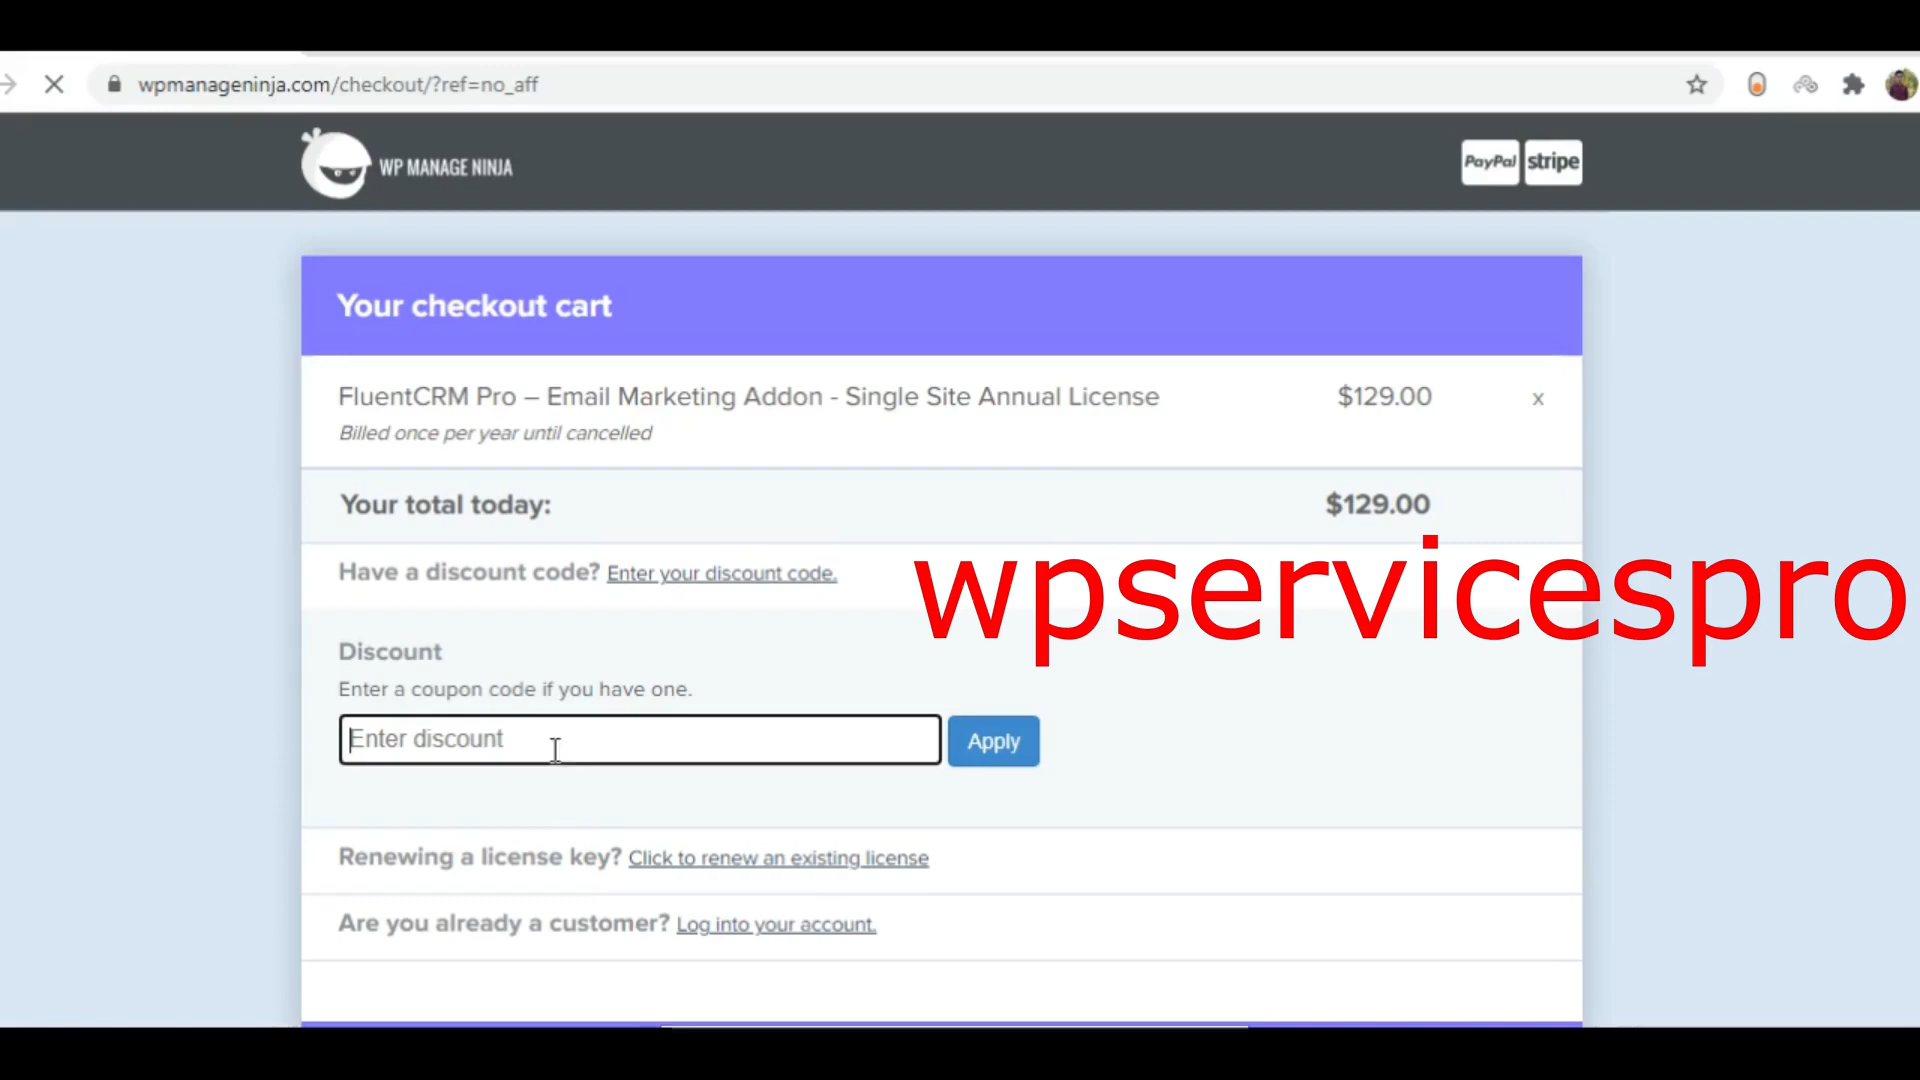 wpmanageninja.com/checkout/?ref=no_aff
WP MANAGE NINJA
PayPal stripe
Your checkout cart
FluentCRM Pro – Email Marketing Addon - Single Site Annual License $129.00 x
Billed once per year until cancelled
Your total today: $129.00
Have a discount code? Enter your discount code.
wpservicespro
Discount
Enter a coupon code if you have one.
Enter discount Apply
Renewing a license key? Click to renew an existing license
Are you already a customer? Log into your account.